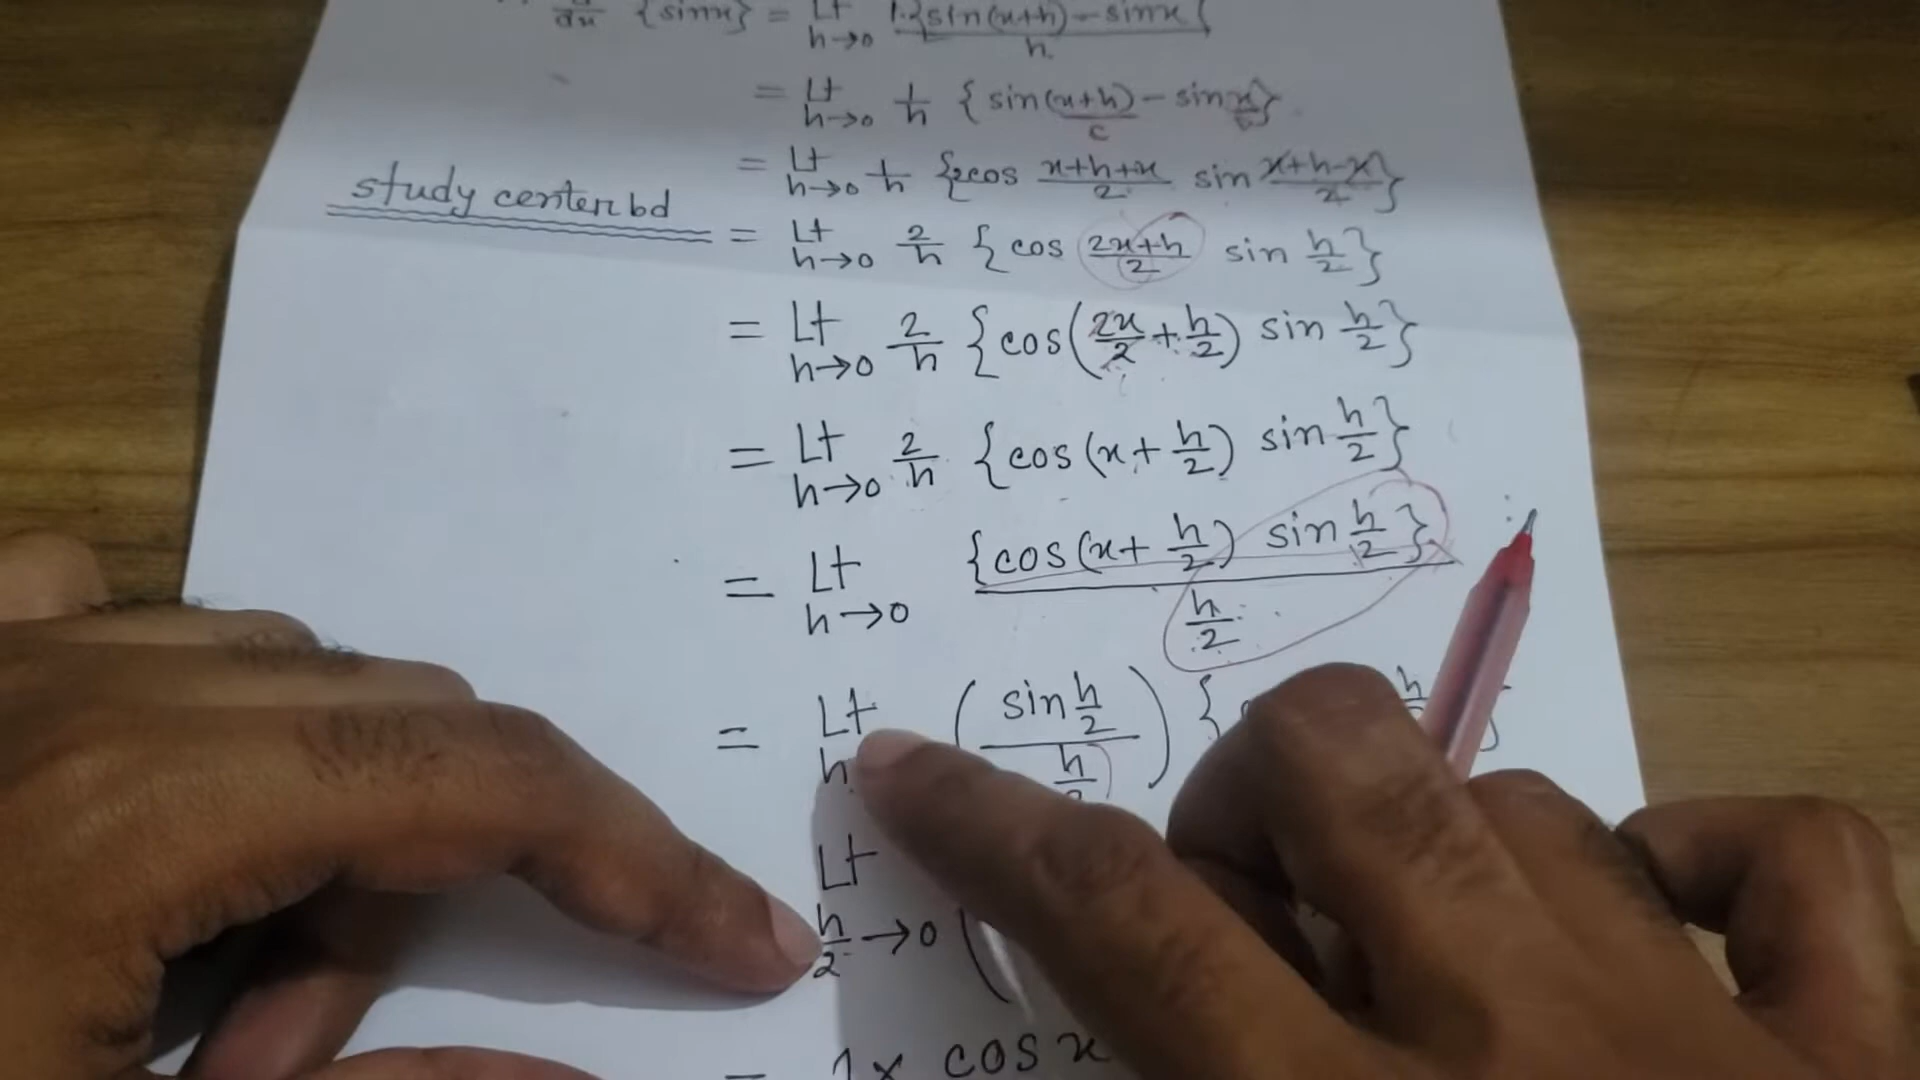 d/dx {sinx} = Lt h→0 1.{sin(x+h)-sinx} / h
= Lt h→0 1/h {sin(x+h) - sinx}
c
= Lt h→0 1/h {2cos (x+h+x)/2 sin (x+h-x)/2}
study center bd
= Lt h→0 2/h {cos (2x+h)/2 sin h/2}
= Lt h→0 2/h {cos(2x/2 + h/2) sin h/2}
= Lt h→0 2/h {cos(x + h/2) sin h/2}
= Lt h→0 {cos(x + h/2) sin h/2} / (h/2)
= Lt h (sin h/2 / h/2) { h }
Lt h/2→0 (
= 1× cos x